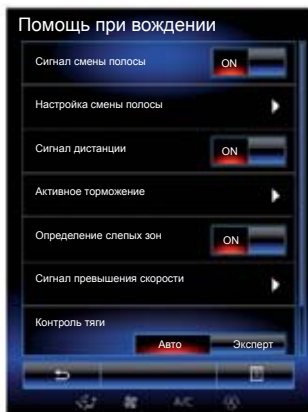 Помощь при вождении
Сигнал смены полосы ON
Настройка смены полосы
Сигнал дистанции ON
Активное торможение
Определение слепых зон ON
Сигнал превышения скорости
Контроль тяги
Авто Эксперт
A/C